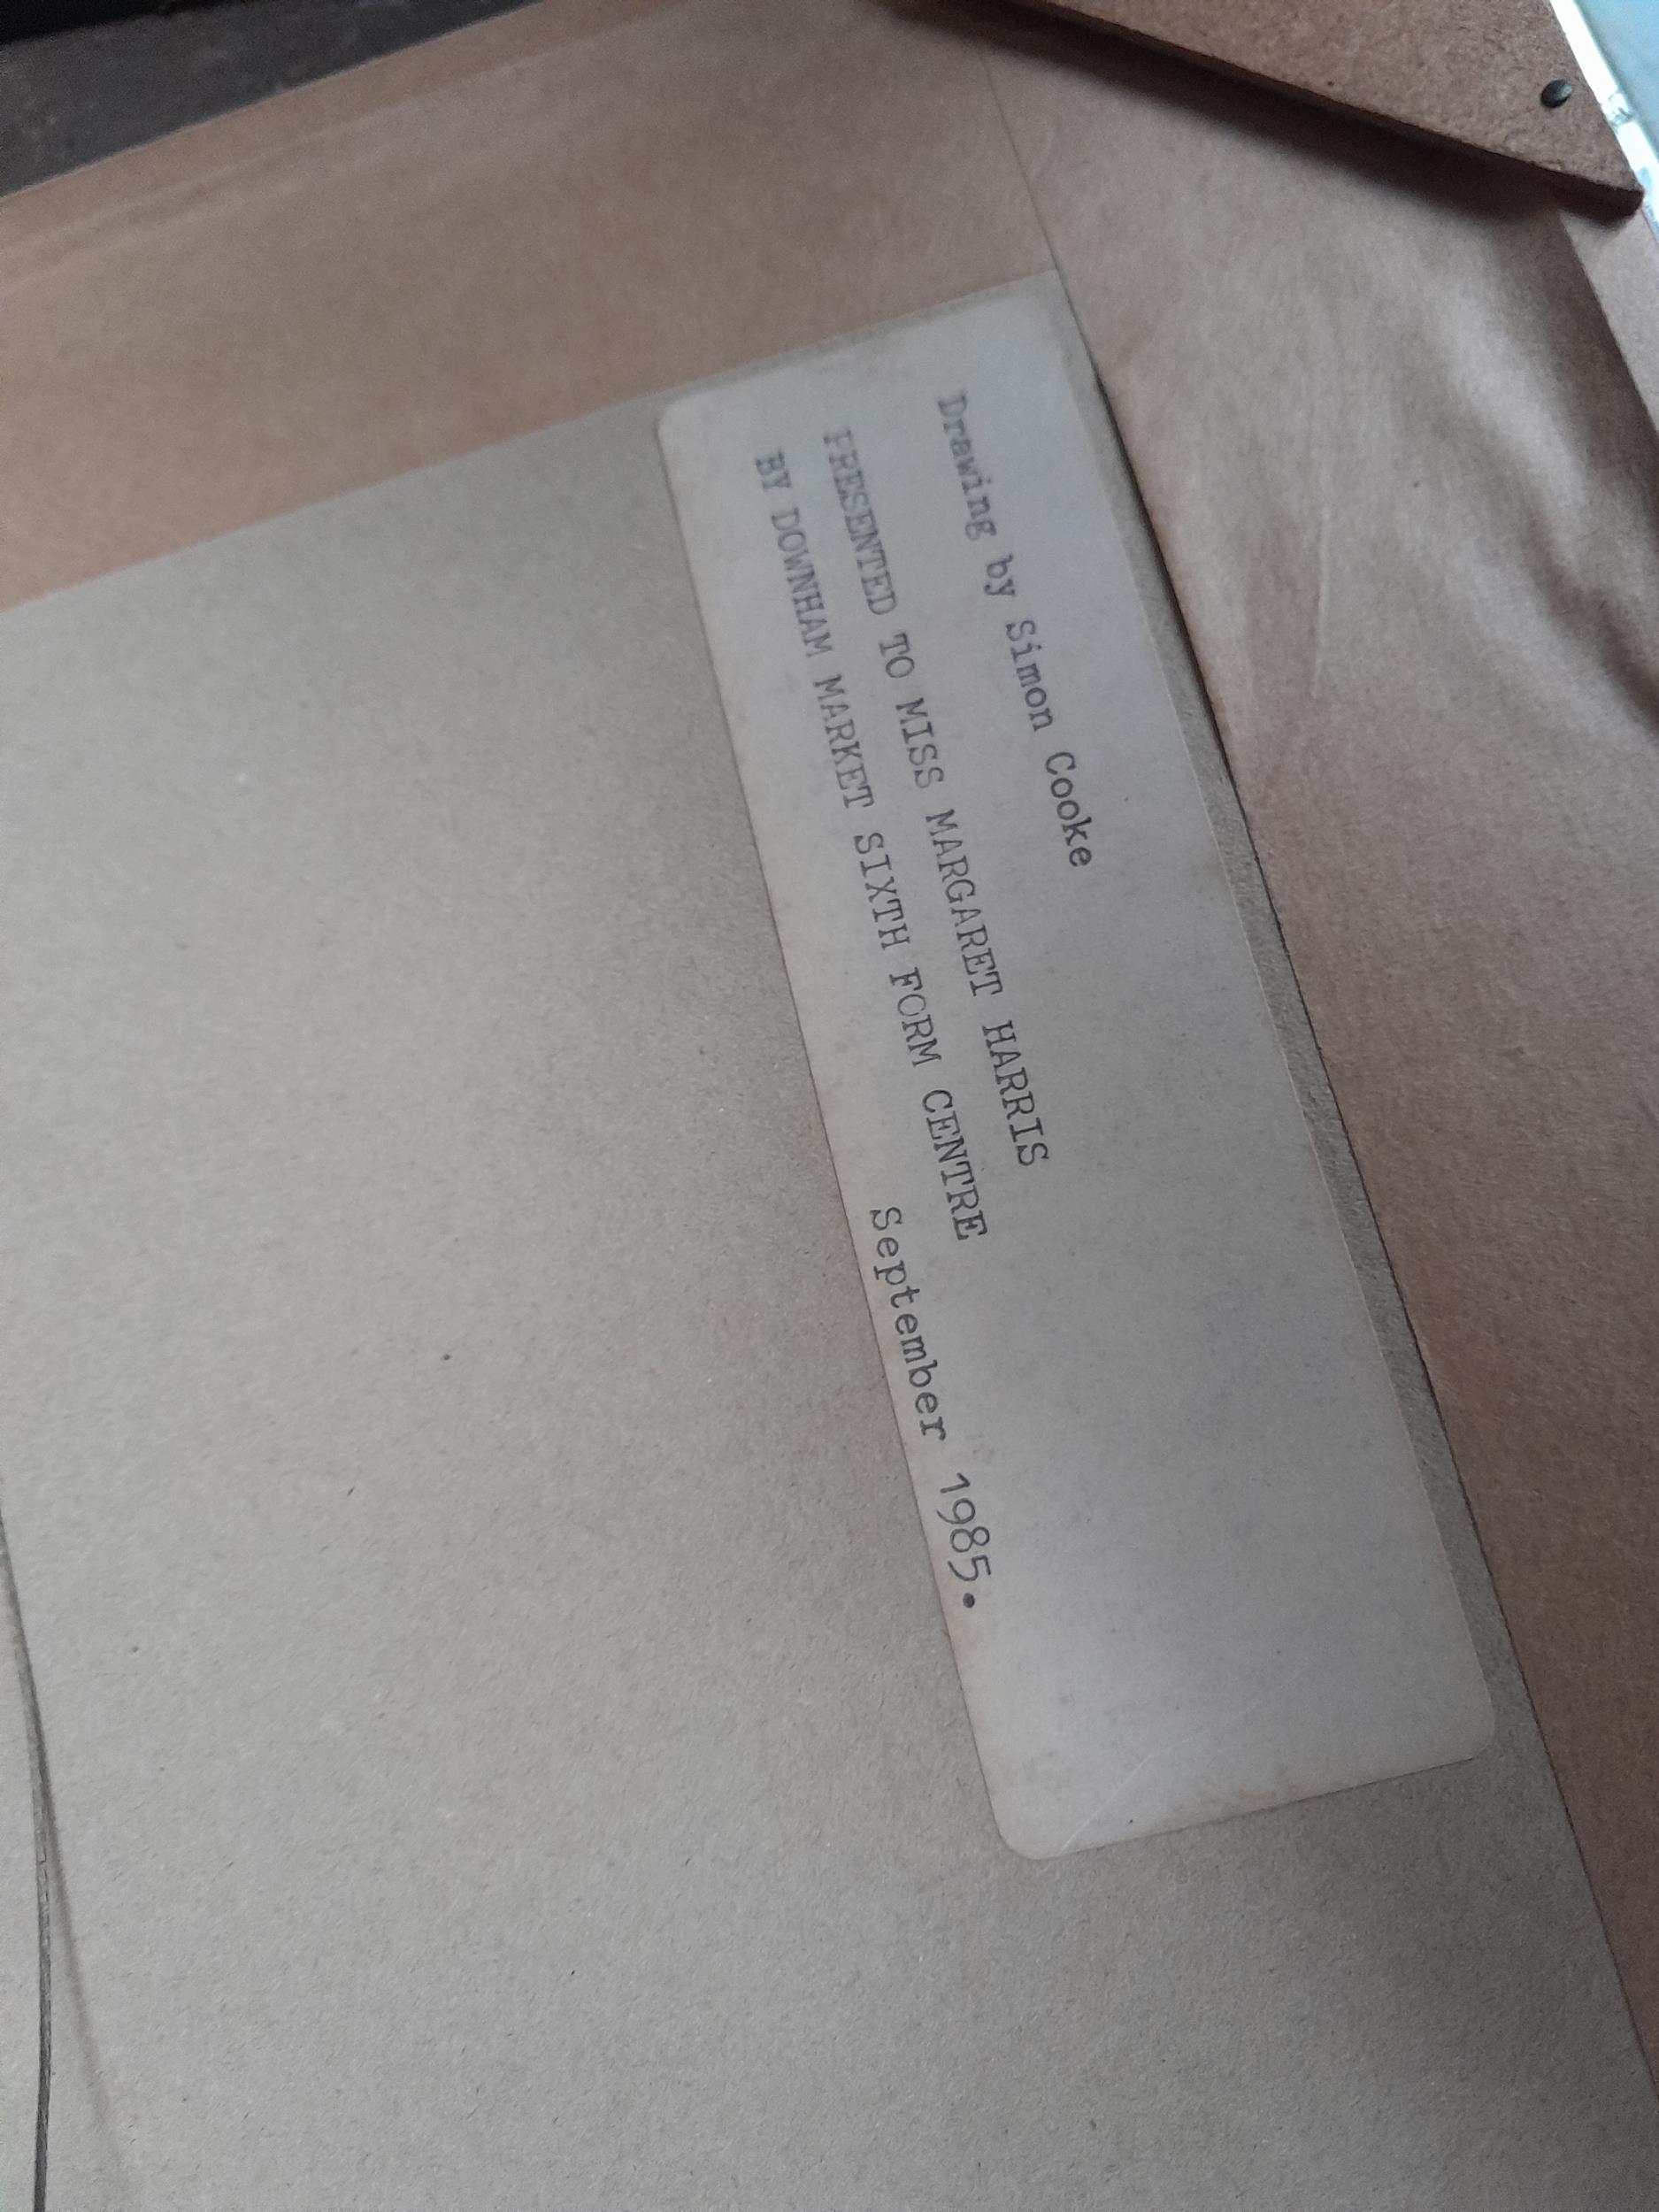 Drawing by Simon Cooke
PRESENTED TO MISS MARGARET HARRIS
BY DOWNHAM MARKET SIXTH FORM CENTRE
September 1985.